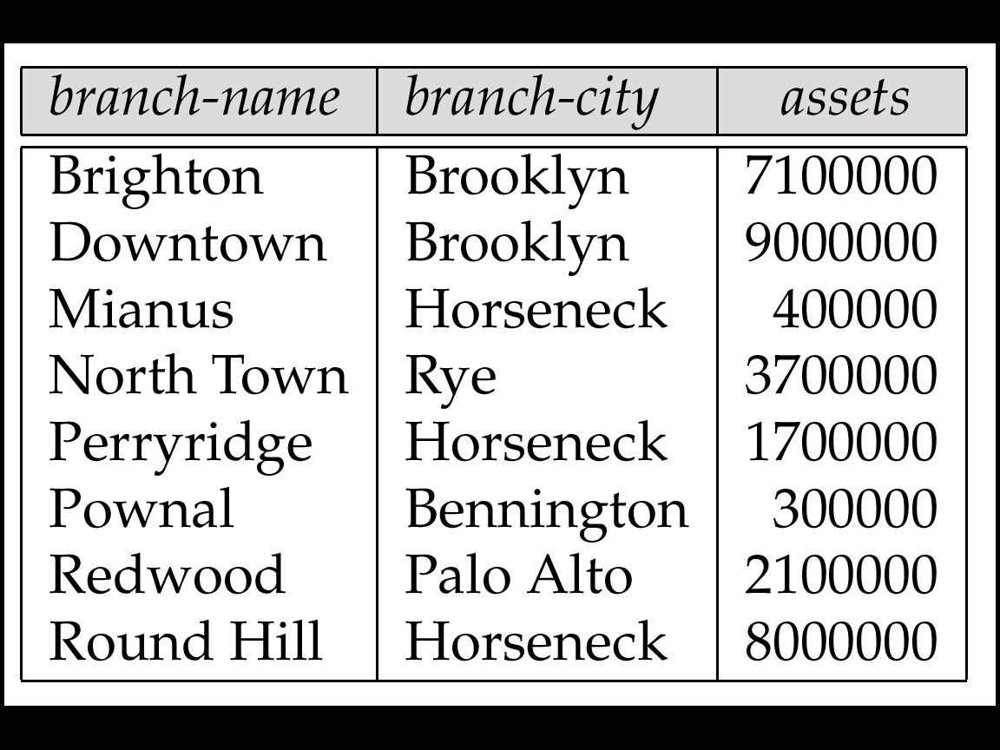 branch-name branch-city assets
Brighton Brooklyn 7100000
Downtown Brooklyn 9000000
Mianus Horseneck 400000
North Town Rye 3700000
Perryridge Horseneck 1700000
Pownal Bennington 300000
Redwood Palo Alto 2100000
Round Hill Horseneck 8000000